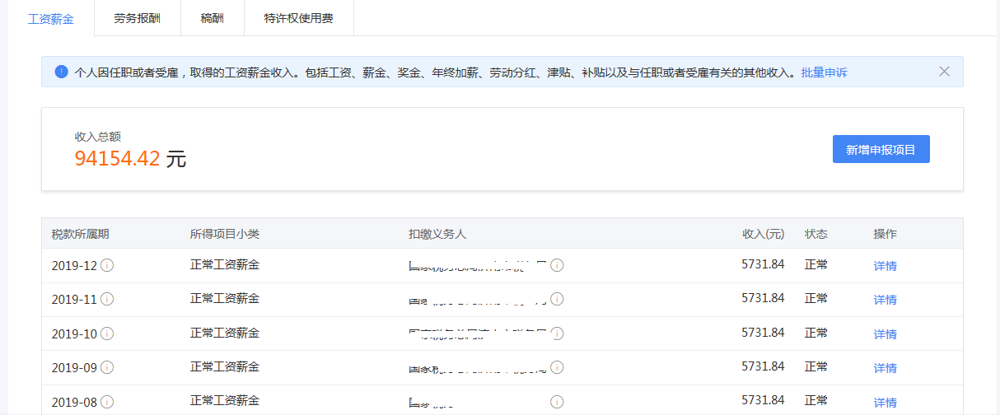 工资薪金 劳务报酬 稿酬 特许权使用费
个人因任职或者受雇，取得的工资薪金收入。包括工资、薪金、奖金、年终加薪、劳动分红、津贴、补贴以及与任职或者受雇有关的其他收入。批量申诉
收入总额
94154.42 元
新增申报项目
税款所属期 所得项目小类 扣缴义务人 收入(元) 状态 操作
2019-12 正常工资薪金 5731.84 正常 详情
2019-11 正常工资薪金 5731.84 正常 详情
2019-10 正常工资薪金 5731.84 正常 详情
2019-09 正常工资薪金 国家 5731.84 正常 详情
2019-08 正常工资薪金 国家 5731.84 正常 详情